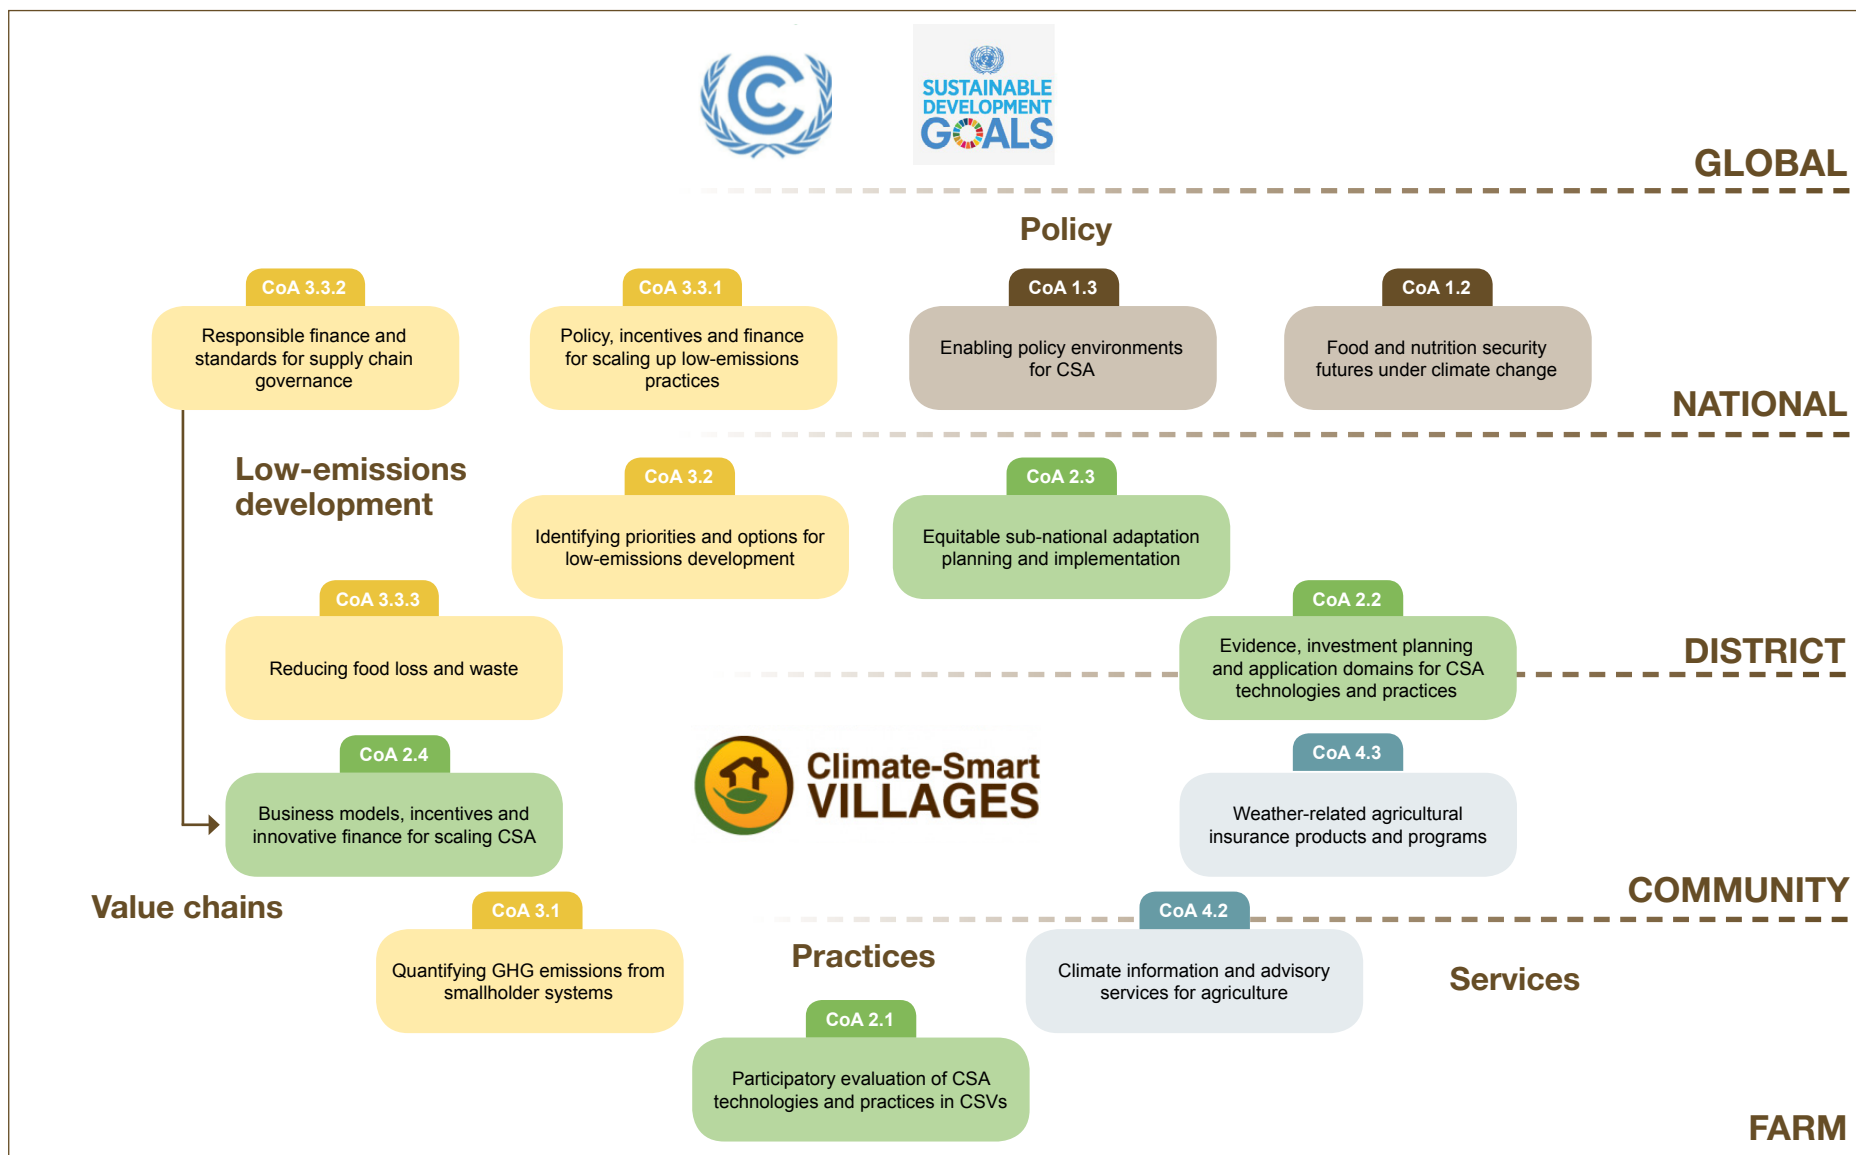 SUSTAINABLE
DEVELOPMENT
GOALS
GLOBAL
Policy
CoA 3.3.2
Responsible finance and
standards for supply chain
governance
CoA 3.3.1
Policy, incentives and finance
for scaling up low-emissions
practices
CoA 1.3
Enabling policy environments
for CSA
CoA 1.2
Food and nutrition security
futures under climate change
NATIONAL
Low-emissions
development
CoA 3.2
Identifying priorities and options for
low-emissions development
CoA 2.3
Equitable sub-national adaptation
planning and implementation
CoA 3.3.3
Reducing food loss and waste
CoA 2.2
Evidence, investment planning
and application domains for CSA
technologies and practices
DISTRICT
CoA 2.4
Business models, incentives and
innovative finance for scaling CSA
Climate-Smart
VILLAGES
CoA 4.3
Weather-related agricultural
insurance products and programs
COMMUNITY
Value chains
CoA 3.1
Quantifying GHG emissions from
smallholder systems
Practices
CoA 4.2
Climate information and advisory
services for agriculture
Services
CoA 2.1
Participatory evaluation of CSA
technologies and practices in CSVs
FARM